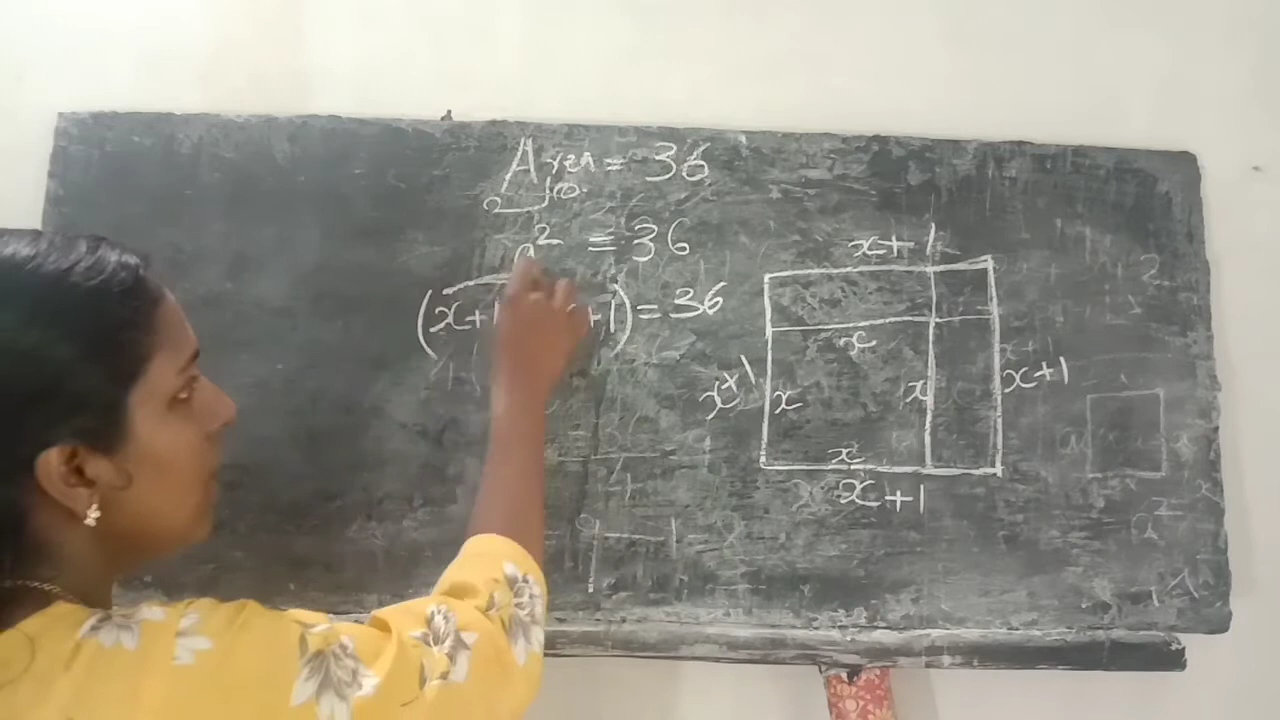 Area = 36
a² = 36
(x+1 +1) = 36
x+1
x
x+1 x x x+1
x
x+1